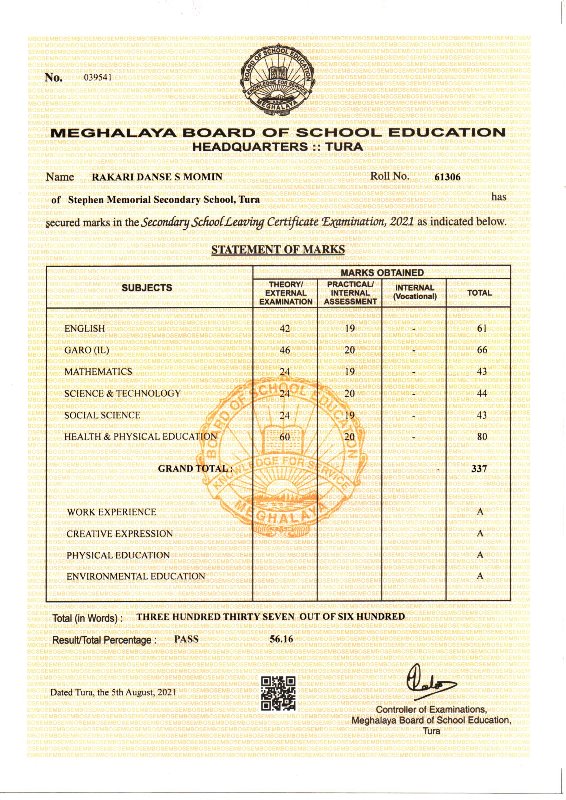 No. 039541
BOARD OF SCHOOL EDUCATION
KNOWLEDGE FOR SERVICE
MEGHALAYA
MEGHALAYA BOARD OF SCHOOL EDUCATION
HEADQUARTERS :: TURA
Name RAKARI DANSE S MOMIN Roll No. 61306
of Stephen Memorial Secondary School, Tura has
secured marks in the Secondary School Leaving Certificate Examination, 2021 as indicated below.
STATEMENT OF MARKS
SUBJECTS MARKS OBTAINED
THEORY/ EXTERNAL EXAMINATION PRACTICAL/ INTERNAL ASSESSMENT INTERNAL (Vocational) TOTAL
ENGLISH 42 19 - 61
GARO (IL) 46 20 - 66
MATHEMATICS 24 19 - 43
SCIENCE & TECHNOLOGY 24 20 - 44
SOCIAL SCIENCE 24 19 - 43
HEALTH & PHYSICAL EDUCATION 60 20 - 80
GRAND TOTAL : - 337
BOARD OF SCHOOL EDUCATION
KNOWLEDGE FOR SERVICE
MEGHALAYA
WORK EXPERIENCE A
CREATIVE EXPRESSION A
PHYSICAL EDUCATION A
ENVIRONMENTAL EDUCATION A
Total (in Words) : THREE HUNDRED THIRTY SEVEN OUT OF SIX HUNDRED
Result/Total Percentage : PASS 56.16
Dated Tura, the 5th August, 2021
Controller of Examinations,
Meghalaya Board of School Education,
Tura